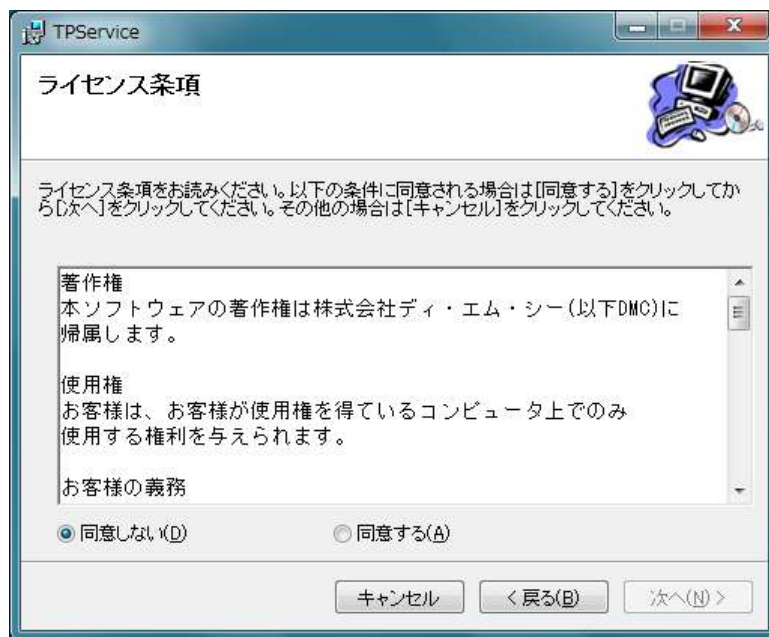 TPService
ライセンス条項
ライセンス条項をお読みください。以下の条件に同意される場合は[同意する]をクリックしてか
ら[次へ]をクリックしてください。その他の場合は[キャンセル]をクリックしてください。
著作権
本ソフトウェアの著作権は株式会社ディ・エム・シー(以下DMC)に
帰属します。
使用権
お客様は、お客様が使用権を得ているコンピュータ上でのみ
使用する権利を与えられます。
お客様の義務
同意しない(D) 同意する(A)
キャンセル < 戻る(B) 次へ(N) >